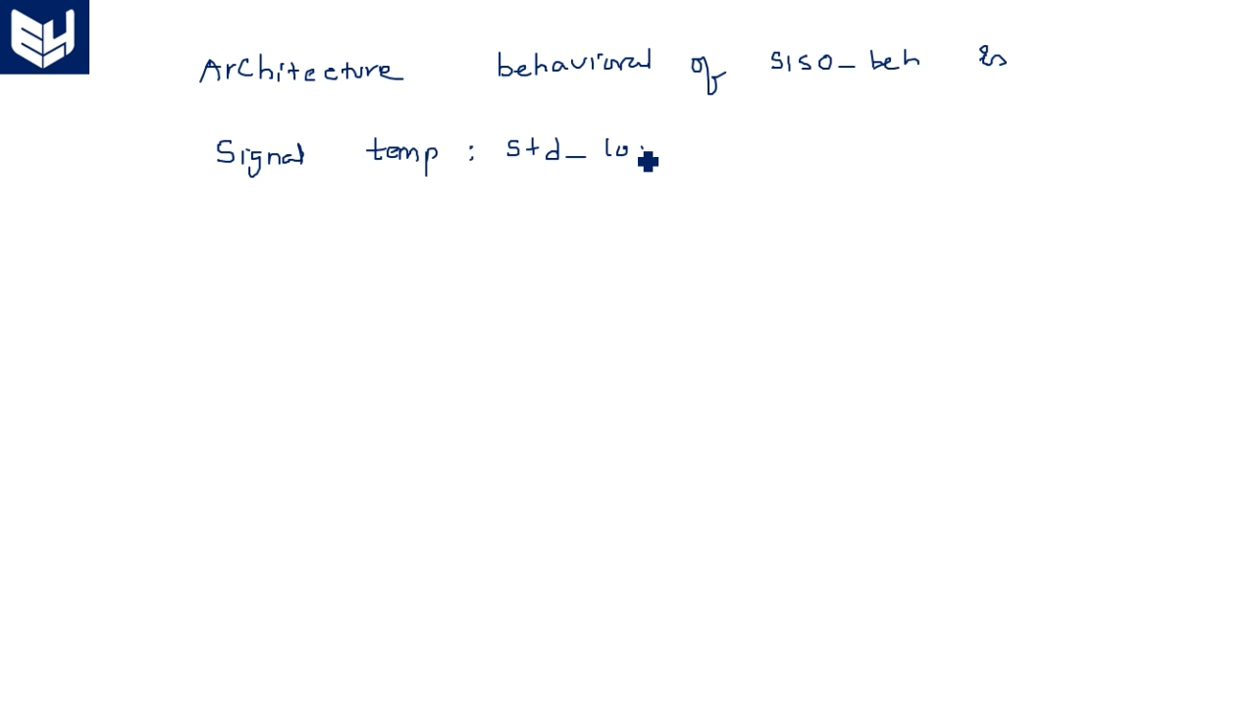 Architecture behavioral of SISO_beh is
Signal temp : std_lo